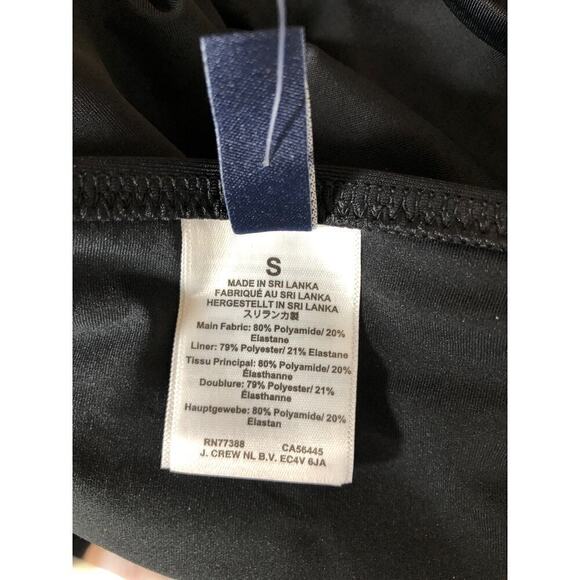 S
MADE IN SRI LANKA
FABRIQUÉ AU SRI LANKA
HERGESTELLT IN SRI LANKA
スリランカ製
Main Fabric: 80% Polyamide/ 20%
Elastane
Liner: 79% Polyester/ 21% Elastane
Tissu Principal: 80% Polyamide/ 20%
Élasthanne
Doublure: 79% Polyester/ 21%
Élasthanne
Hauptgewebe: 80% Polyamide/ 20%
Elastan
RN77388 CA56445
J. CREW NL B.V. EC4V 6JA